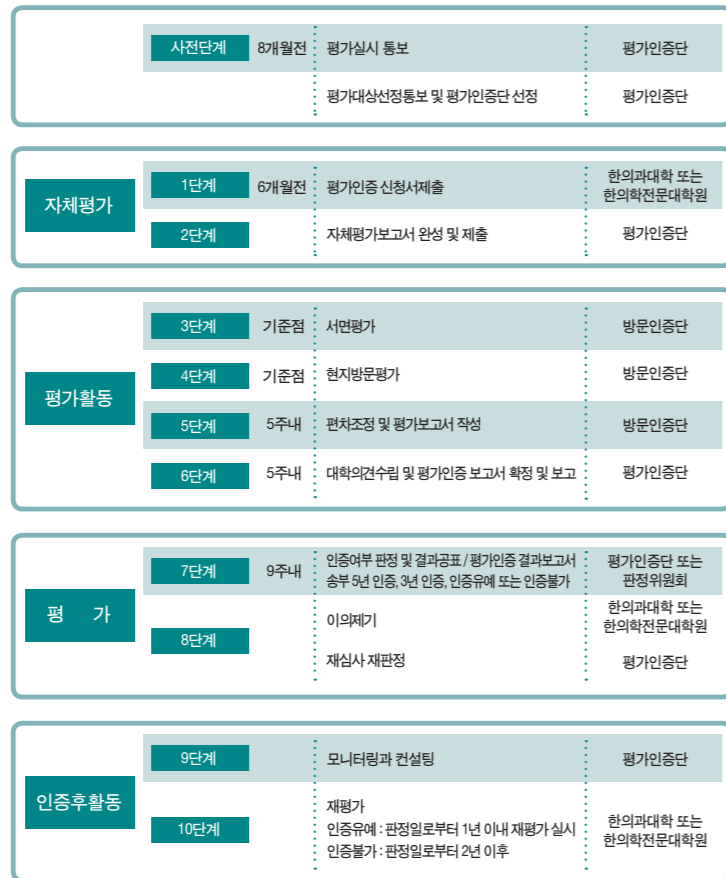 사전단계 8개월전 평가실시 통보 평가인증단
평가대상선정통보 및 평가인증단 선정 평가인증단
자체평가
1단계 6개월전 평가인증 신청서제출 한의과대학 또는
한의학전문대학원
2단계 자체평가보고서 완성 및 제출 평가인증단
평가활동
3단계 기준점 서면평가 방문인증단
4단계 기준점 현지방문평가 방문인증단
5단계 5주내 편차조정 및 평가보고서 작성 방문인증단
6단계 5주내 대학의견수립 및 평가인증 보고서 확정 및 보고 평가인증단
평 가
7단계 9주내 인증여부 판정 및 결과공표 / 평가인증 결과보고서 평가인증단 또는
송부 5년 인증, 3년 인증, 인증유예 또는 인증불가 판정위원회
8단계 이의제기 한의과대학 또는
한의학전문대학원
재심사 재판정 평가인증단
인증후활동
9단계 모니터링과 컨설팅 평가인증단
10단계 재평가
인증유예 : 판정일로부터 1년 이내 재평가 실시 한의과대학 또는
인증불가 : 판정일로부터 2년 이후 한의학전문대학원